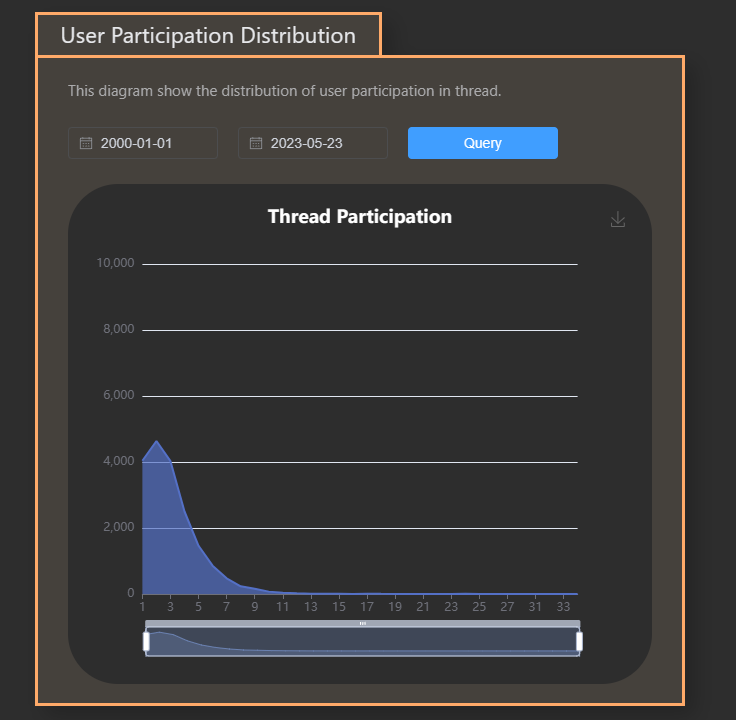 User Participation Distribution
This diagram show the distribution of user participation in thread.
2000-01-01 2023-05-23 Query
Thread Participation
10,000
8,000
6,000
4,000
2,000
0
1 3 5 7 9 11 13 15 17 19 21 23 25 27 29 31 33